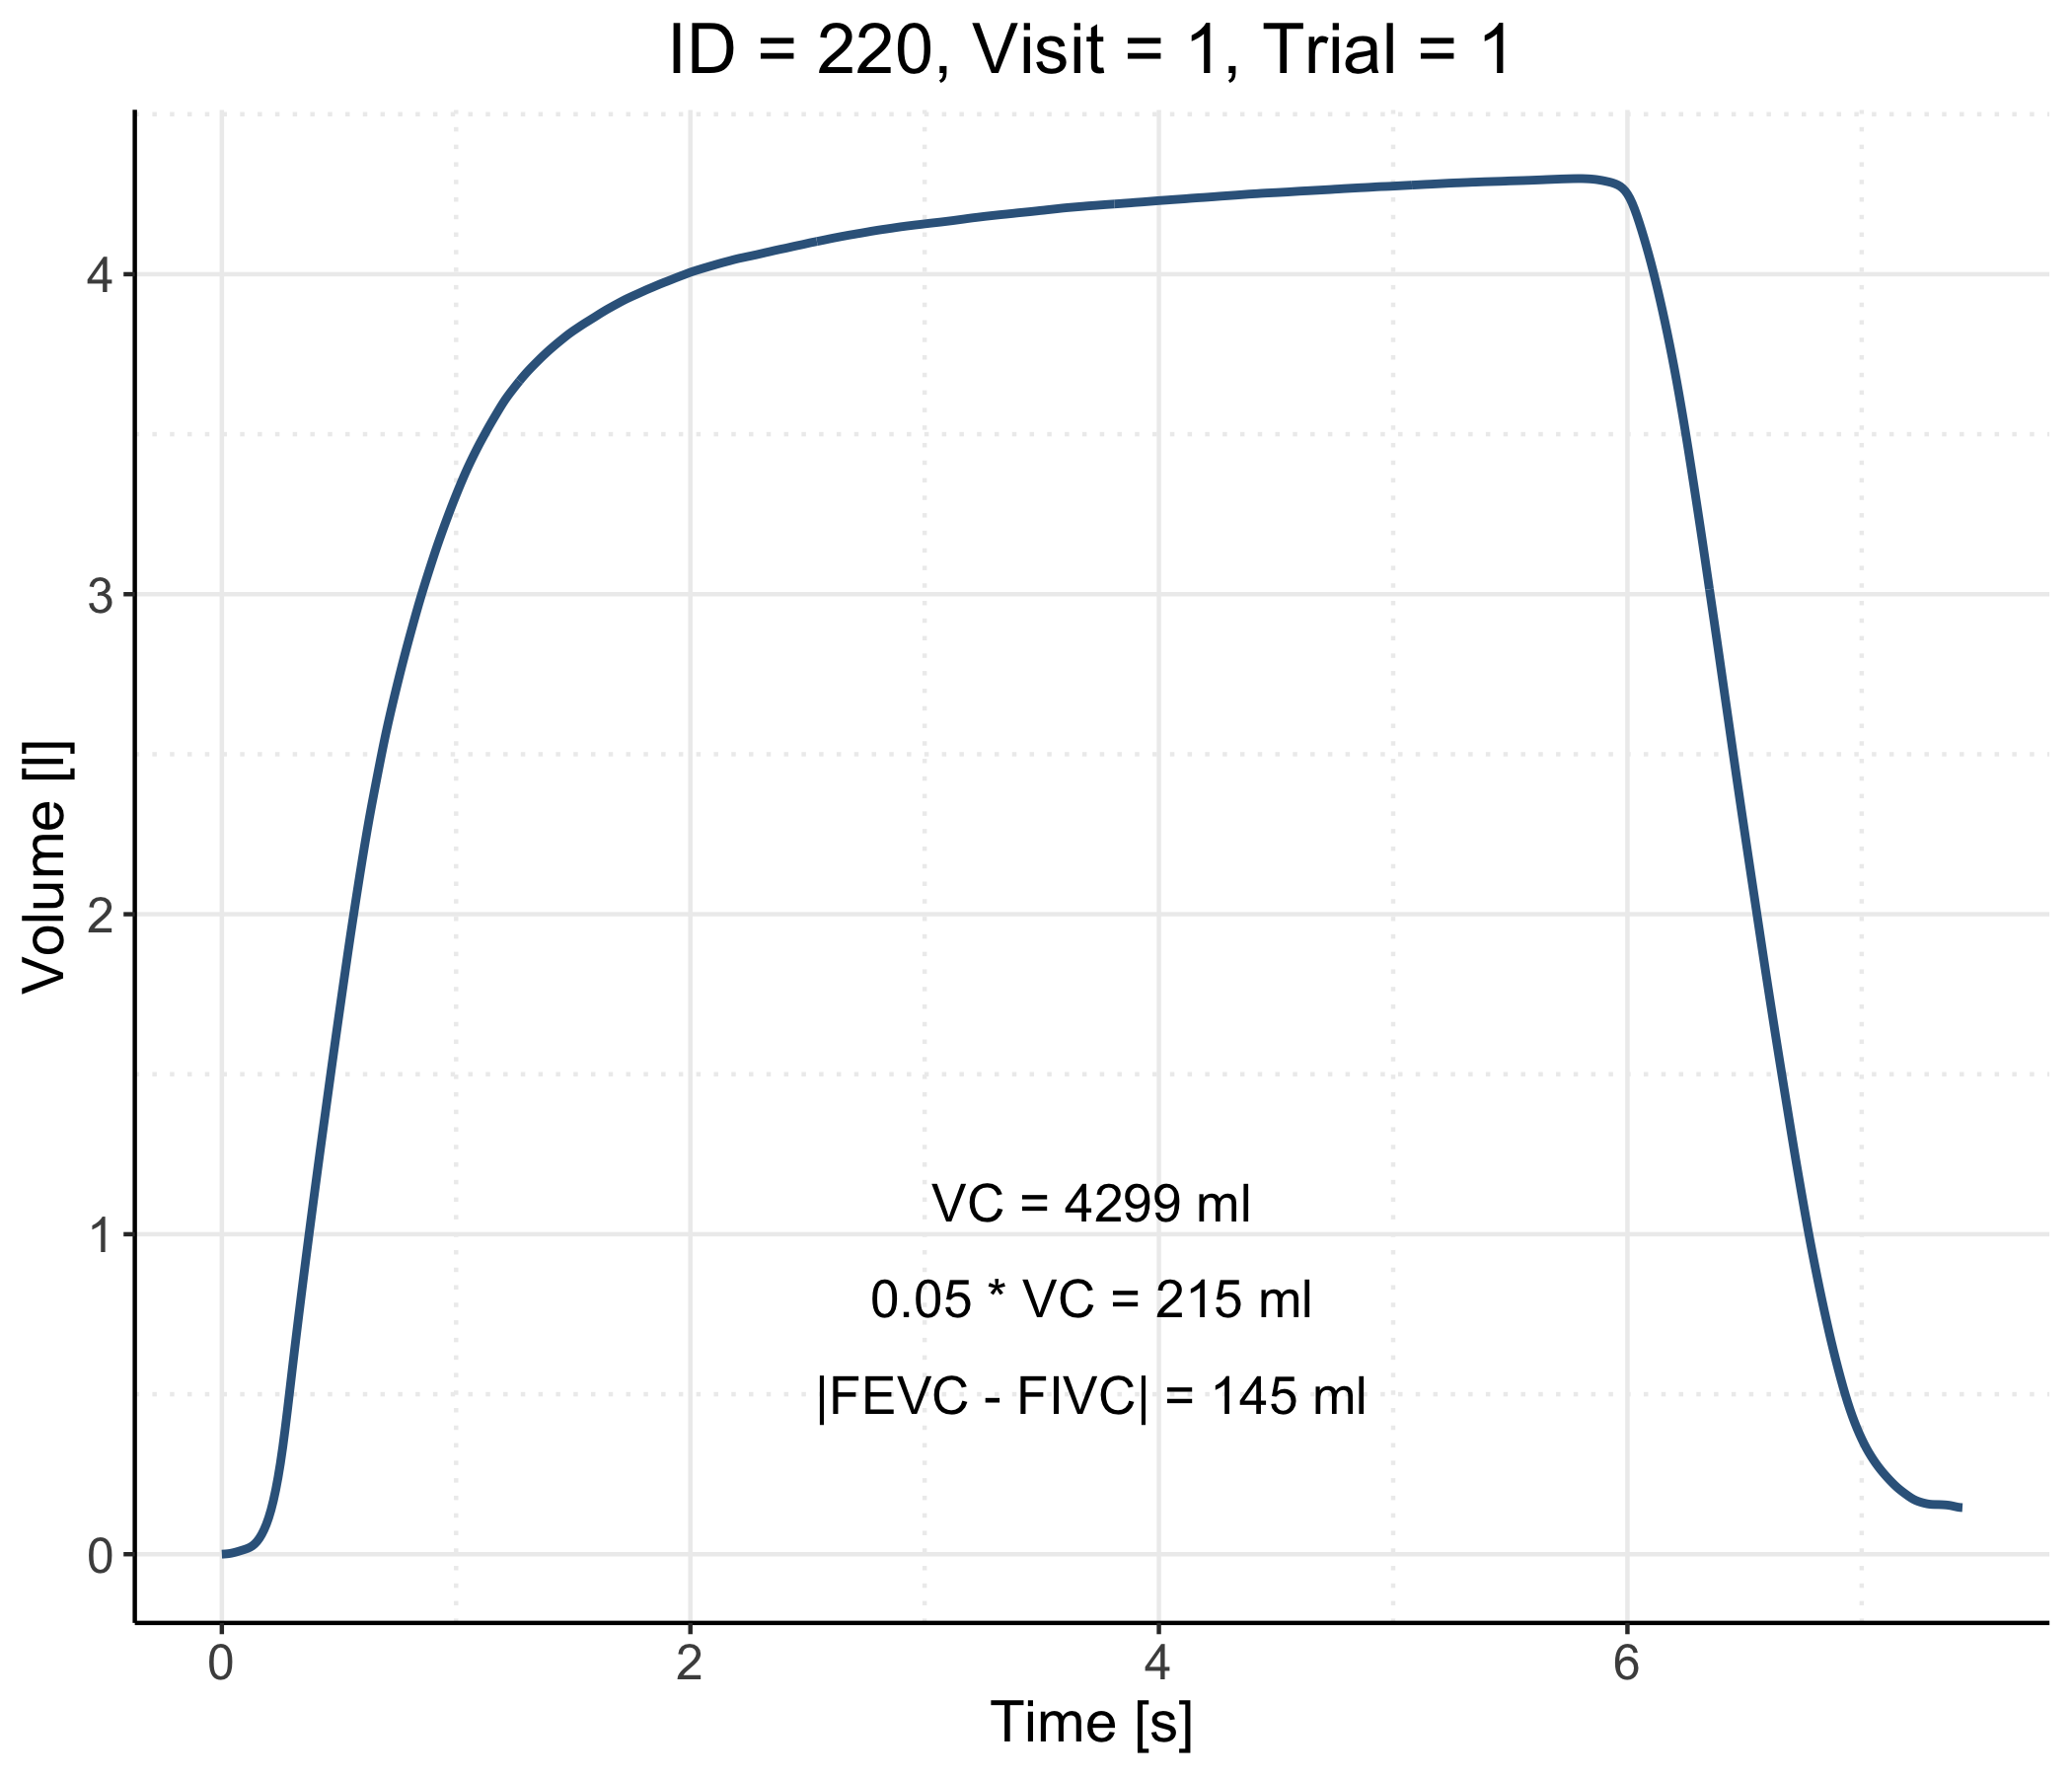 ID = 220, Visit = 1, Trial = 1
Volume [l]
4
3
2
1
0
VC = 4299 ml
0.05 * VC = 215 ml
|FEVC - FIVC| = 145 ml
0 2 4 6
Time [s]